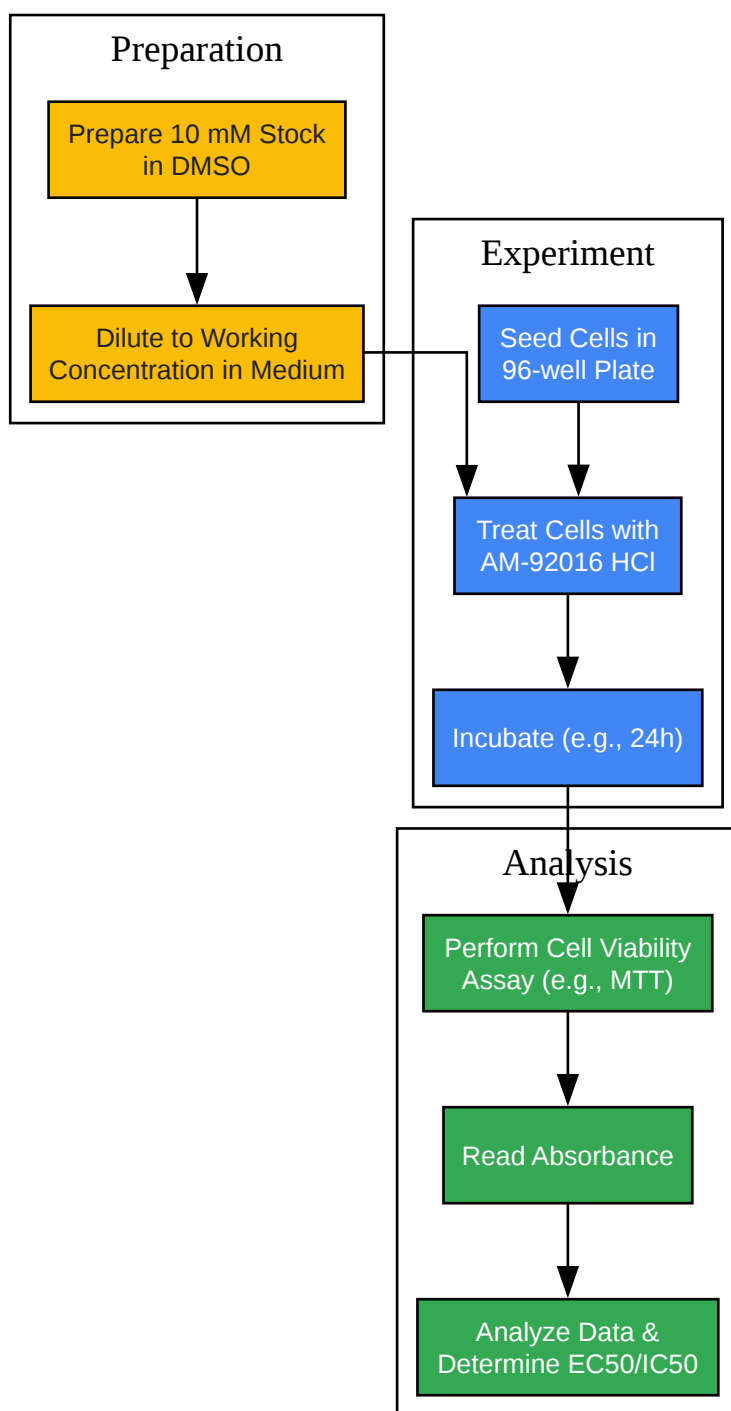 Preparation
Prepare 10 mM Stock
in DMSO
Dilute to Working
Concentration in Medium
Experiment
Seed Cells in
96-well Plate
Treat Cells with
AM-92016 HCl
Incubate (e.g., 24h)
Analysis
Perform Cell Viability
Assay (e.g., MTT)
Read Absorbance
Analyze Data &
Determine EC50/IC50